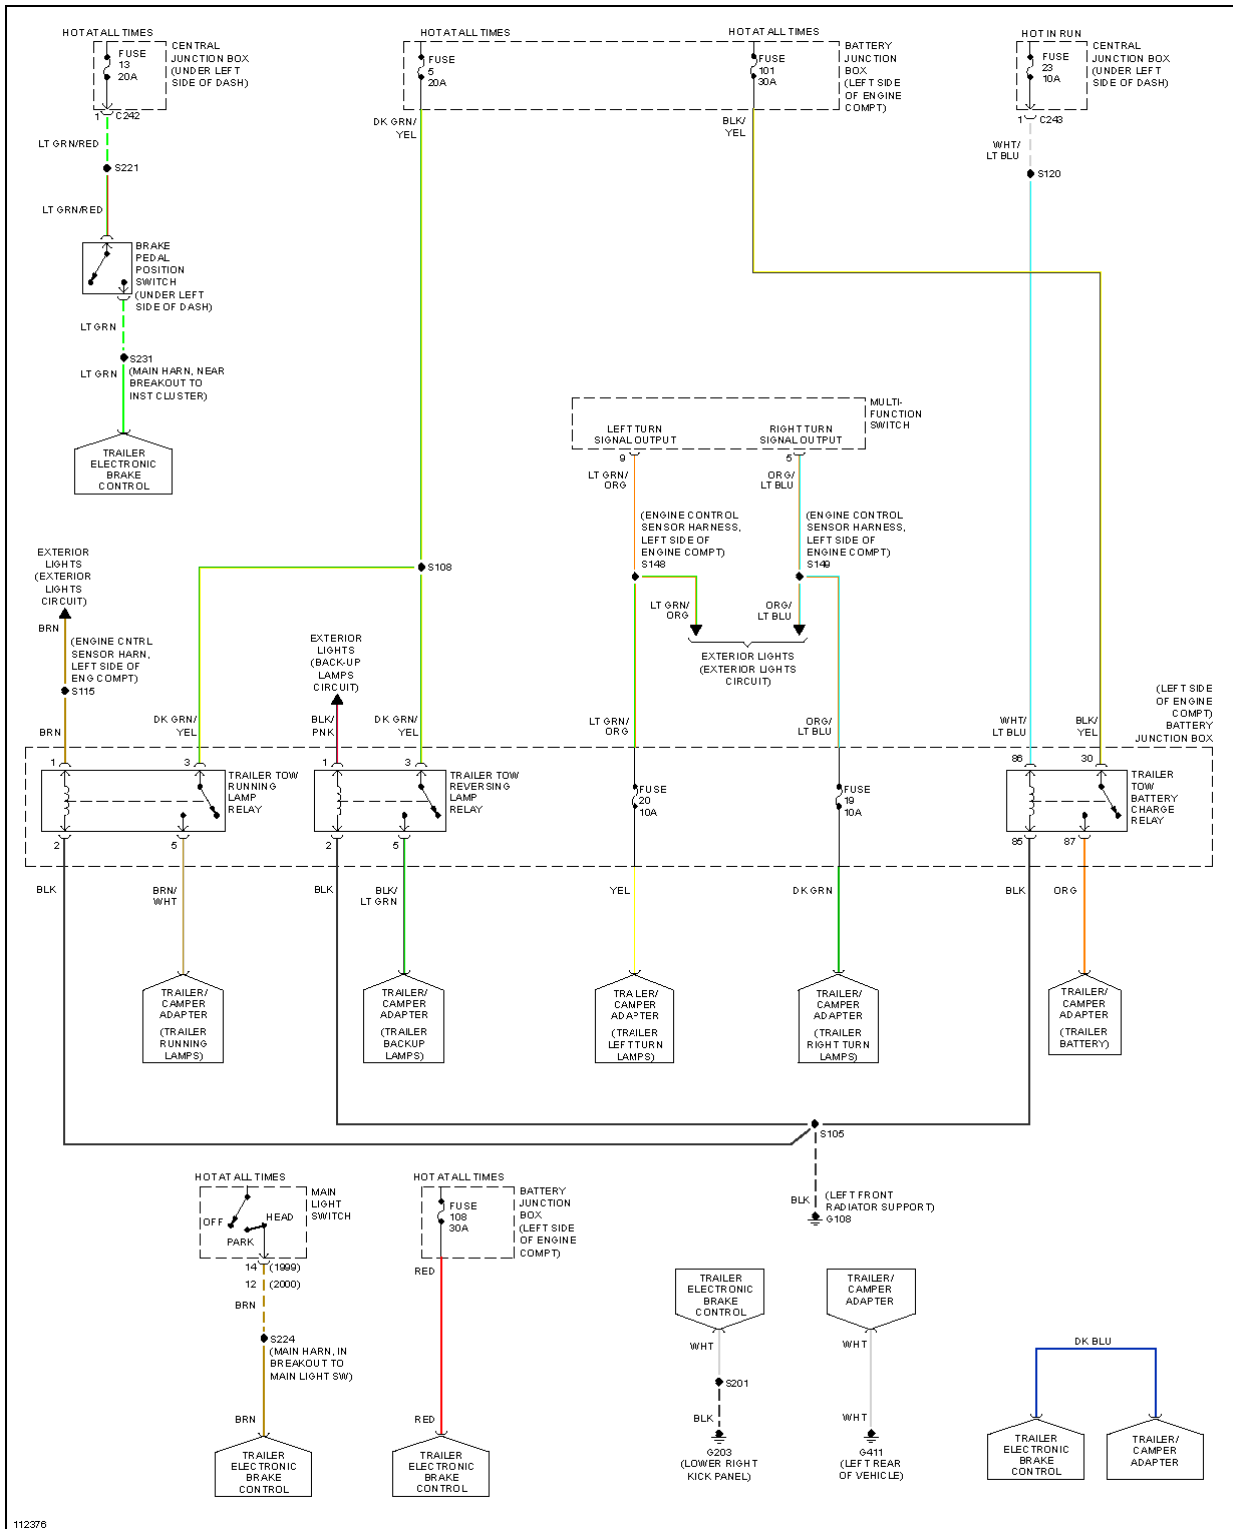 HOT AT ALL TIMES
FUSE
13
20A
CENTRAL
JUNCTION BOX
(UNDER LEFT
SIDE OF DASH)
1
C242
LT GRN/RED
S221
LT GRN/RED
BRAKE
PEDAL
POSITION
SWITCH
(UNDER LEFT
SIDE OF DASH)
LT GRN
S231
(MAIN HARN, NEAR
BREAKOUT TO
INST CLUSTER)
LT GRN
TRAILER
ELECTRONIC
BRAKE
CONTROL
HOT AT ALL TIMES
FUSE
5
20A
HOT AT ALL TIMES
FUSE
101
30A
BATTERY
JUNCTION
BOX
(LEFT SIDE
OF ENGINE
COMPT)
DK GRN/
YEL
BLK/
YEL
HOT IN RUN
FUSE
23
10A
CENTRAL
JUNCTION BOX
(UNDER LEFT
SIDE OF DASH)
1
C243
WHT/
LT BLU
S120
MULTI-
FUNCTION
SWITCH
LEFT TURN
SIGNAL OUTPUT
RIGHT TURN
SIGNAL OUTPUT
9
5
LT GRN/
ORG
ORG/
LT BLU
(ENGINE CONTROL
SENSOR HARNESS,
LEFT SIDE OF
ENGINE COMPT)
S148
(ENGINE CONTROL
SENSOR HARNESS,
LEFT SIDE OF
ENGINE COMPT)
S149
LT GRN/
ORG
ORG/
LT BLU
EXTERIOR LIGHTS
(EXTERIOR LIGHTS
CIRCUIT)
S108
EXTERIOR
LIGHTS
(EXTERIOR
LIGHTS
CIRCUIT)
BRN
(ENGINE CNTRL
SENSOR HARN,
LEFT SIDE OF
ENG COMPT)
S115
BRN
DK GRN/
YEL
EXTERIOR
LIGHTS
(BACK-UP
LAMPS
CIRCUIT)
BLK/
PNK
DK GRN/
YEL
LT GRN/
ORG
ORG/
LT BLU
WHT/
LT BLU
BLK/
YEL
(LEFT SIDE
OF ENGINE
COMPT)
BATTERY
JUNCTION BOX
1
3
TRAILER TOW
RUNNING
LAMP
RELAY
2
5
1
3
TRAILER TOW
REVERSING
LAMP
RELAY
2
5
FUSE
20
10A
FUSE
19
10A
86
30
TRAILER
TOW
BATTERY
CHARGE
RELAY
85
87
BLK
BRN/
WHT
BLK
BLK/
LT GRN
YEL
DK GRN
BLK
ORG
TRAILER/
CAMPER
ADAPTER
(TRAILER
RUNNING
LAMPS)
TRAILER/
CAMPER
ADAPTER
(TRAILER
BACKUP
LAMPS)
TRAILER/
CAMPER
ADAPTER
(TRAILER
LEFT TURN
LAMPS)
TRAILER/
CAMPER
ADAPTER
(TRAILER
RIGHT TURN
LAMPS)
TRAILER/
CAMPER
ADAPTER
(TRAILER
BATTERY)
S105
BLK
(LEFT FRONT
RADIATOR SUPPORT)
G108
HOT AT ALL TIMES
MAIN
LIGHT
SWITCH
OFF
HEAD
PARK
14 (1999)
12 (2000)
BRN
S224
(MAIN HARN, IN
BREAKOUT TO
MAIN LIGHT SW)
BRN
TRAILER
ELECTRONIC
BRAKE
CONTROL
HOT AT ALL TIMES
FUSE
108
30A
BATTERY
JUNCTION
BOX
(LEFT SIDE
OF ENGINE
COMPT)
RED
RED
TRAILER
ELECTRONIC
BRAKE
CONTROL
TRAILER
ELECTRONIC
BRAKE
CONTROL
WHT
S201
BLK
G203
(LOWER RIGHT
KICK PANEL)
TRAILER/
CAMPER
ADAPTER
WHT
WHT
G411
(LEFT REAR
OF VEHICLE)
DK BLU
TRAILER
ELECTRONIC
BRAKE
CONTROL
TRAILER/
CAMPER
ADAPTER
112376